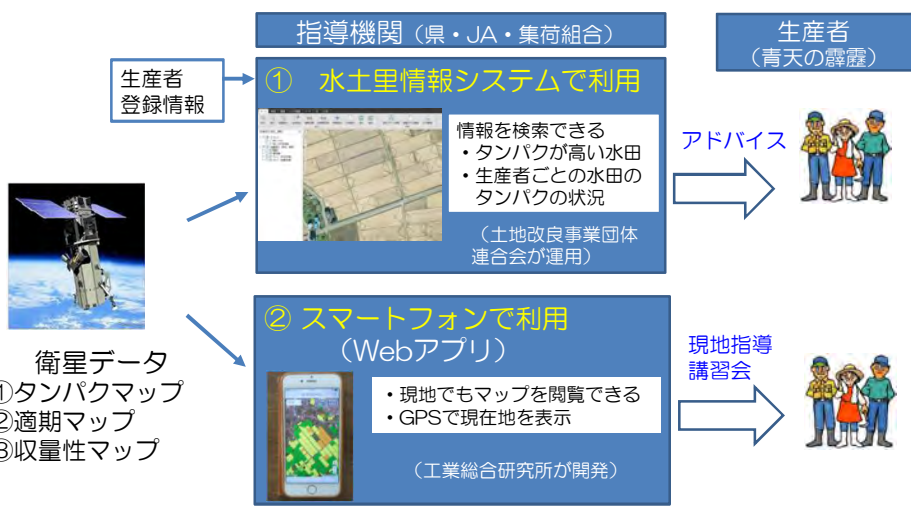 指導機関（県・JA・集荷組合）
生産者
（青天の霹靂）
生産者
登録情報
① 水土里情報システムで利用
情報を検索できる
・タンパクが高い水田
・生産者ごとの水田の
タンパクの状況
（土地改良事業団体
連合会が運用）
アドバイス
衛星データ
①タンパクマップ
②適期マップ
③収量性マップ
② スマートフォンで利用
（Webアプリ）
・現地でもマップを閲覧できる
・GPSで現在地を表示
（工業総合研究所が開発）
現地指導
講習会